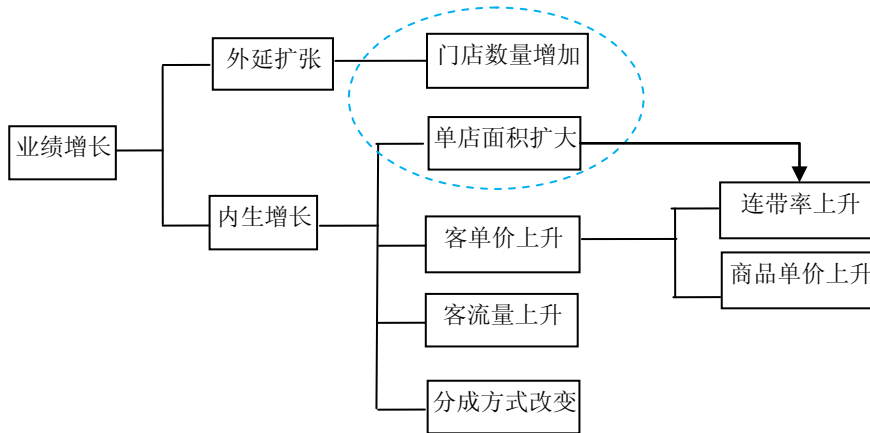 外延扩张
门店数量增加
业绩增长
单店面积扩大
内生增长
连带率上升
客单价上升
商品单价上升
客流量上升
分成方式改变